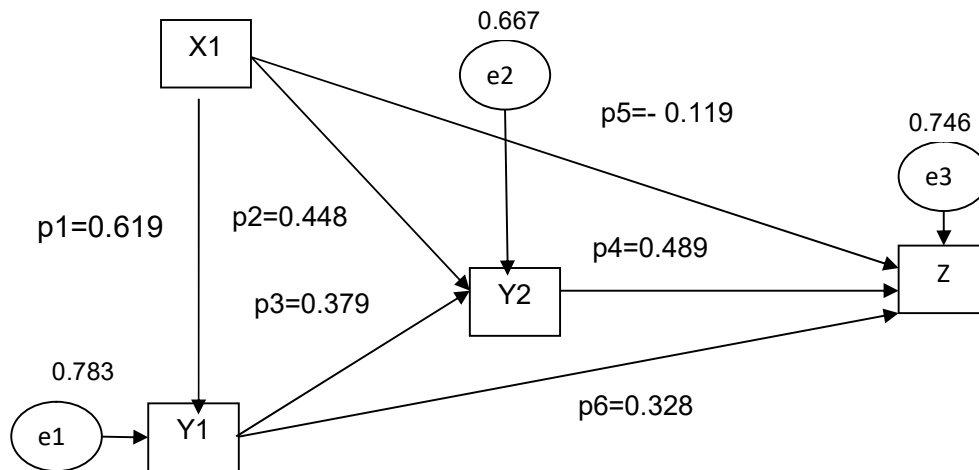 0.667
X1
e2
p5=- 0.119
0.746
e3
p1=0.619
p2=0.448
p4=0.489
Z
Y2
p3=0.379
0.783
p6=0.328
e1
Y1